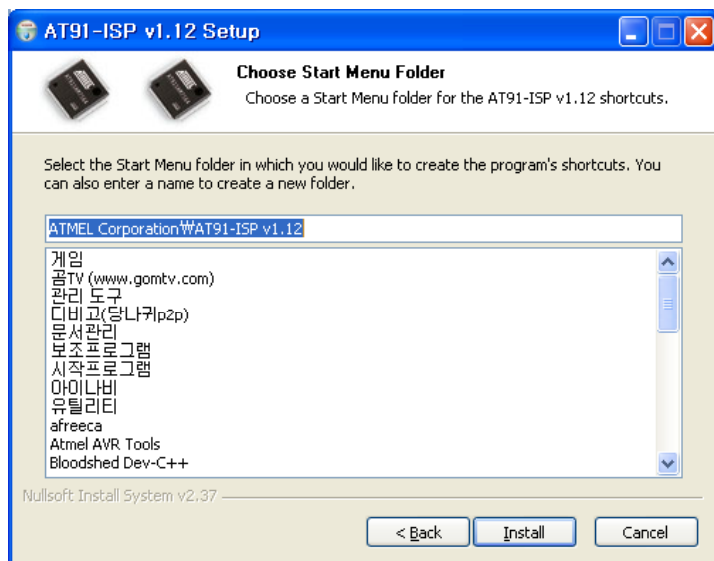 AT91-ISP v1.12 Setup
Choose Start Menu Folder
Choose a Start Menu folder for the AT91-ISP v1.12 shortcuts.
Select the Start Menu folder in which you would like to create the program's shortcuts. You
can also enter a name to create a new folder.
ATMEL Corporation₩AT91-ISP v1.12
게임
곰TV (www.gomtv.com)
관리 도구
디비고(당나귀p2p)
문서관리
보조프로그램
시작프로그램
아이나비
유틸리티
afreeca
Atmel AVR Tools
Bloodshed Dev-C++
Nullsoft Install System v2.37
< Back
Install
Cancel